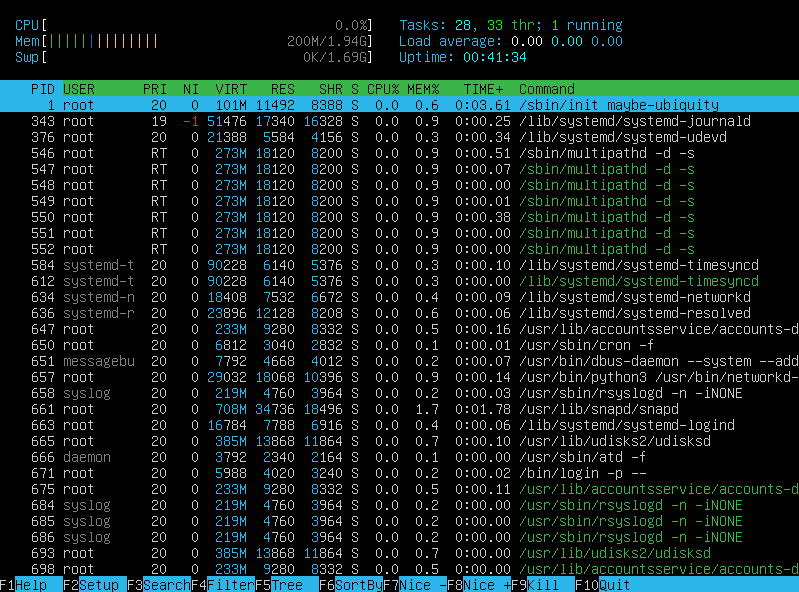 CPU[ 0.0%] Tasks: 28, 33 thr; 1 running
Mem[|||||||||||||| 200M/1.94G] Load average: 0.00 0.00 0.00
Swp[ 0K/1.69G] Uptime: 00:41:34
PID USER PRI NI VIRT RES SHR S CPU% MEM% TIME+ Command
1 root 20 0 101M 11492 8388 S 0.0 0.6 0:03.61 /sbin/init maybe-ubiquity
343 root 19 -1 51476 17340 16328 S 0.0 0.9 0:00.25 /lib/systemd/systemd-journald
376 root 20 0 21388 5584 4156 S 0.0 0.3 0:00.34 /lib/systemd/systemd-udevd
546 root RT 0 273M 18120 8200 S 0.0 0.9 0:00.51 /sbin/multipathd -d -s
547 root RT 0 273M 18120 8200 S 0.0 0.9 0:00.07 /sbin/multipathd -d -s
548 root RT 0 273M 18120 8200 S 0.0 0.9 0:00.00 /sbin/multipathd -d -s
549 root RT 0 273M 18120 8200 S 0.0 0.9 0:00.01 /sbin/multipathd -d -s
550 root RT 0 273M 18120 8200 S 0.0 0.9 0:00.38 /sbin/multipathd -d -s
551 root RT 0 273M 18120 8200 S 0.0 0.9 0:00.00 /sbin/multipathd -d -s
552 root RT 0 273M 18120 8200 S 0.0 0.9 0:00.00 /sbin/multipathd -d -s
584 systemd-t 20 0 90228 6140 5376 S 0.0 0.3 0:00.10 /lib/systemd/systemd-timesyncd
612 systemd-t 20 0 90228 6140 5376 S 0.0 0.3 0:00.00 /lib/systemd/systemd-timesyncd
634 systemd-n 20 0 18408 7532 6672 S 0.0 0.4 0:00.09 /lib/systemd/systemd-networkd
636 systemd-r 20 0 23896 12128 8208 S 0.0 0.6 0:00.06 /lib/systemd/systemd-resolved
647 root 20 0 233M 9280 8332 S 0.0 0.5 0:00.16 /usr/lib/accountsservice/accounts-d
650 root 20 0 6812 3040 2832 S 0.0 0.1 0:00.01 /usr/sbin/cron -f
651 messagebu 20 0 7792 4668 4012 S 0.0 0.2 0:00.07 /usr/bin/dbus-daemon --system --add
657 root 20 0 29032 18068 10396 S 0.0 0.9 0:00.14 /usr/bin/python3 /usr/bin/networkd-
658 syslog 20 0 219M 4760 3964 S 0.0 0.2 0:00.03 /usr/sbin/rsyslogd -n -iNONE
661 root 20 0 708M 34736 18496 S 0.0 1.7 0:01.78 /usr/lib/snapd/snapd
663 root 20 0 16784 7788 6916 S 0.0 0.4 0:00.06 /lib/systemd/systemd-logind
665 root 20 0 385M 13868 11864 S 0.0 0.7 0:00.10 /usr/lib/udisks2/udisksd
666 daemon 20 0 3792 2340 2164 S 0.0 0.1 0:00.00 /usr/sbin/atd -f
671 root 20 0 5988 4020 3240 S 0.0 0.2 0:00.02 /bin/login -p --
675 root 20 0 233M 9280 8332 S 0.0 0.5 0:00.11 /usr/lib/accountsservice/accounts-d
684 syslog 20 0 219M 4760 3964 S 0.0 0.2 0:00.00 /usr/sbin/rsyslogd -n -iNONE
685 syslog 20 0 219M 4760 3964 S 0.0 0.2 0:00.00 /usr/sbin/rsyslogd -n -iNONE
686 syslog 20 0 219M 4760 3964 S 0.0 0.2 0:00.00 /usr/sbin/rsyslogd -n -iNONE
693 root 20 0 385M 13868 11864 S 0.0 0.7 0:00.00 /usr/lib/udisks2/udisksd
698 root 20 0 233M 9280 8332 S 0.0 0.5 0:00.00 /usr/lib/accountsservice/accounts-d
F1Help F2Setup F3SearchF4FilterF5Tree F6SortByF7Nice -F8Nice +F9Kill F10Quit